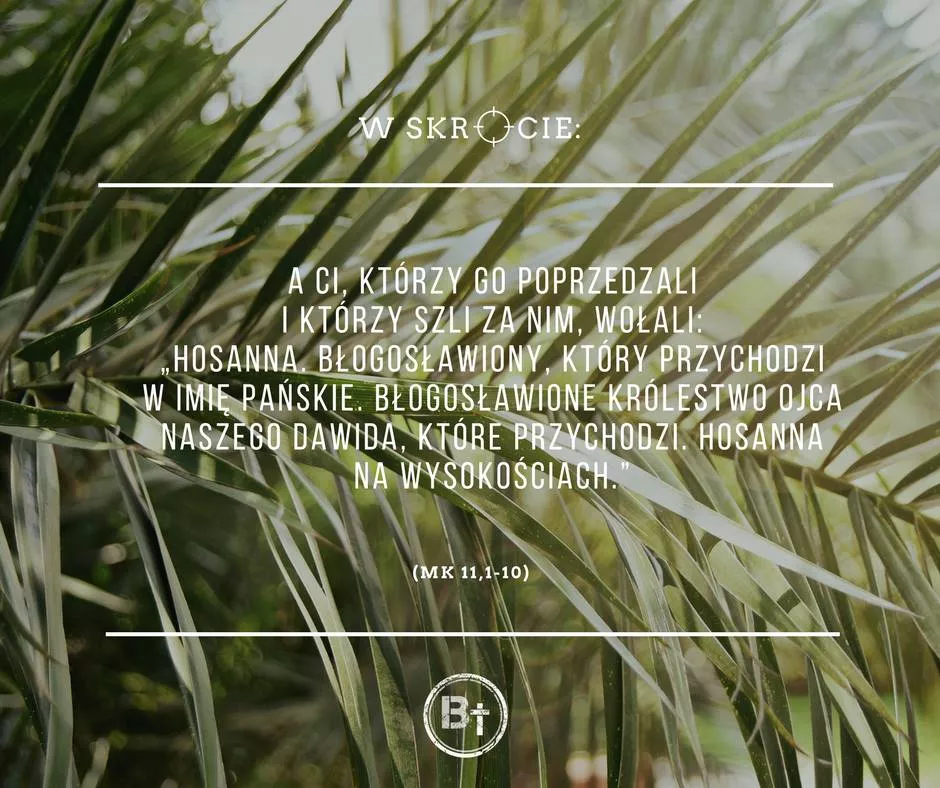 W SKROCIE:
A CI, KTÓRZY GO POPRZEDZALI
I KTÓRZY SZLI ZA NIM, WOŁALI:
„HOSANNA. BŁOGOSŁAWIONY, KTÓRY PRZYCHODZI
W IMIĘ PAŃSKIE. BŁOGOSŁAWIONE KRÓLESTWO OJCA
NASZEGO DAWIDA, KTÓRE PRZYCHODZI. HOSANNA
NA WYSOKOŚCIACH.”
(MK 11,1-10)
B†